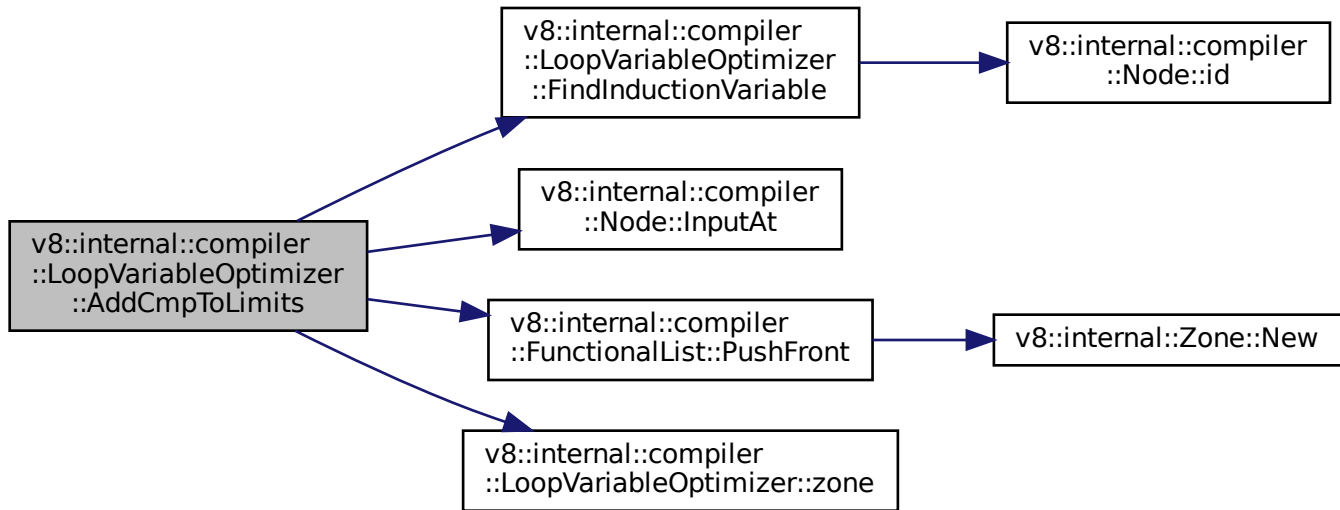 v8::internal::compiler
::LoopVariableOptimizer
::AddCmpToLimits
v8::internal::compiler
::LoopVariableOptimizer
::FindInductionVariable
v8::internal::compiler
::Node::id
v8::internal::compiler
::Node::InputAt
v8::internal::compiler
::FunctionalList::PushFront
v8::internal::Zone::New
v8::internal::compiler
::LoopVariableOptimizer::zone